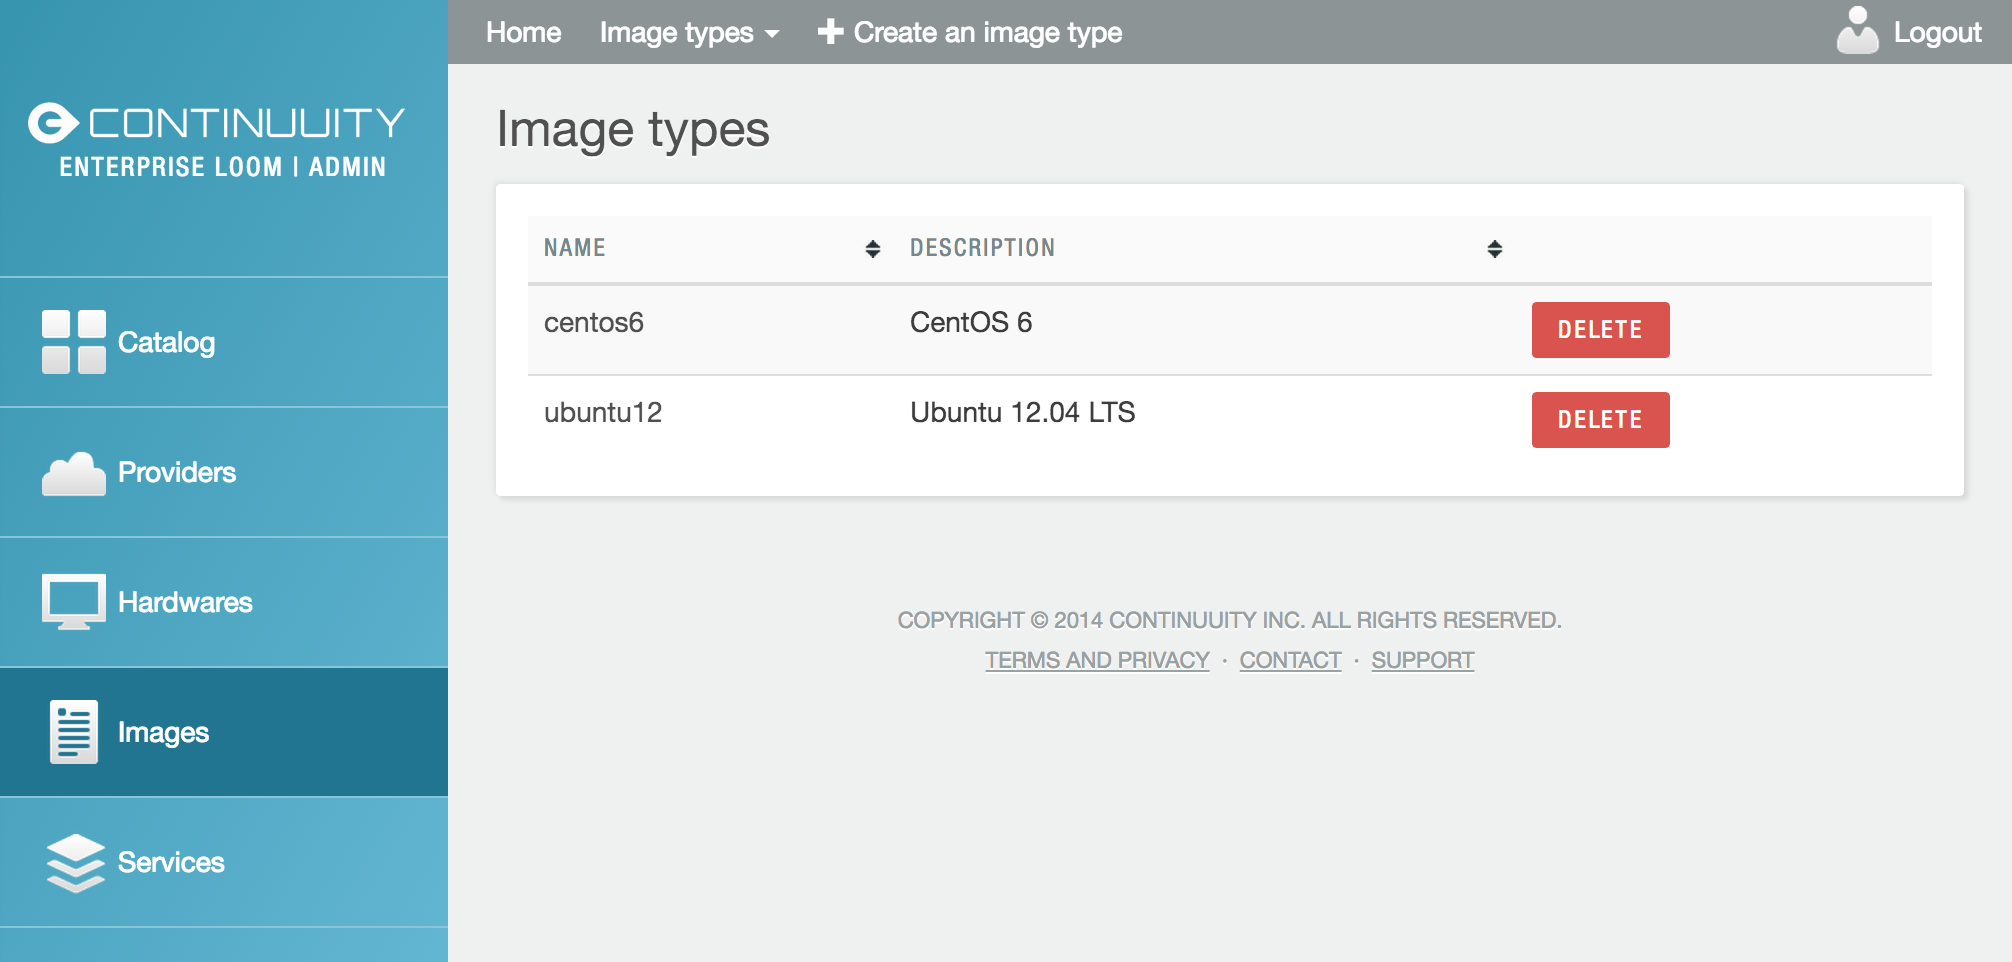 Home Image types Create an image type Logout
CONTINUUITY
ENTERPRISE LOOM | ADMIN
Catalog
Providers
Hardwares
Images
Services
Image types
NAME DESCRIPTION
centos6 CentOS 6 DELETE
ubuntu12 Ubuntu 12.04 LTS DELETE
COPYRIGHT © 2014 CONTINUUITY INC. ALL RIGHTS RESERVED.
TERMS AND PRIVACY · CONTACT · SUPPORT